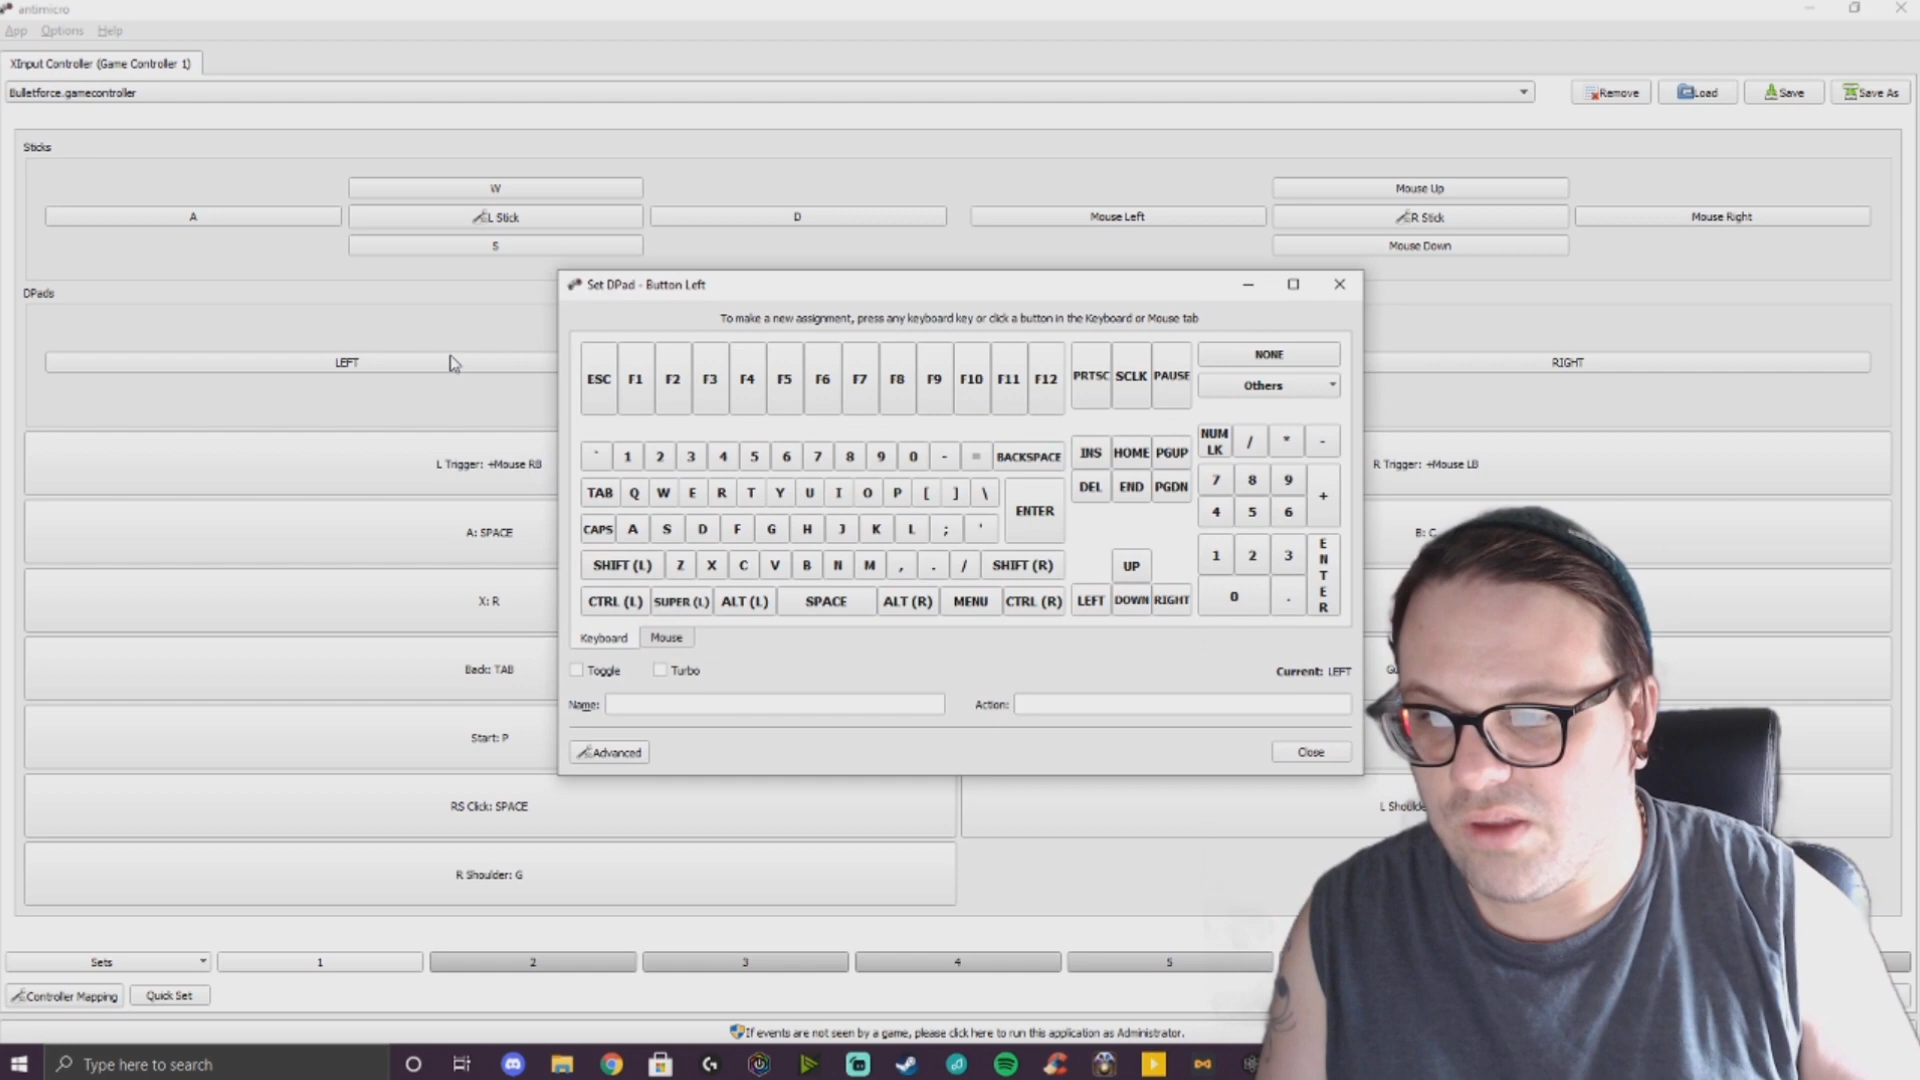 antimicro
App Options Help
XInput Controller (Game Controller 1)
Bulletforce.gamecontroller
Remove Load Save Save As
Sticks
W Mouse Up
A L Stick D Mouse Left R Stick Mouse Right
S Mouse Down
DPads
LEFT RIGHT
Set DPad - Button Left
To make a new assignment, press any keyboard key or click a button in the Keyboard or Mouse tab
ESC F1 F2 F3 F4 F5 F6 F7 F8 F9 F10 F11 F12 PRTSC SCLK PAUSE NONE
Others
` 1 2 3 4 5 6 7 8 9 0 - = BACKSPACE INS HOME PGUP NUM LK / * -
TAB Q W E R T Y U I O P [ ] \ ENTER DEL END PGDN 7 8 9 +
CAPS A S D F G H J K L ; ' 4 5 6
SHIFT (L) Z X C V B N M , . / SHIFT (R) UP 1 2 3 ENTER
CTRL (L) SUPER (L) ALT (L) SPACE ALT (R) MENU CTRL (R) LEFT DOWN RIGHT 0 .
Keyboard Mouse
Toggle Turbo Current: LEFT
Name: Action:
Advanced Close
L Trigger: +Mouse RB R Trigger: +Mouse LB
A: SPACE B: C
X: R
Back: TAB
Start: P
RS Click: SPACE L Shoulde
R Shoulder: G
Sets 1 2 3 4 5
Controller Mapping Quick Set
If events are not seen by a game, please click here to run this application as Administrator.
Type here to search